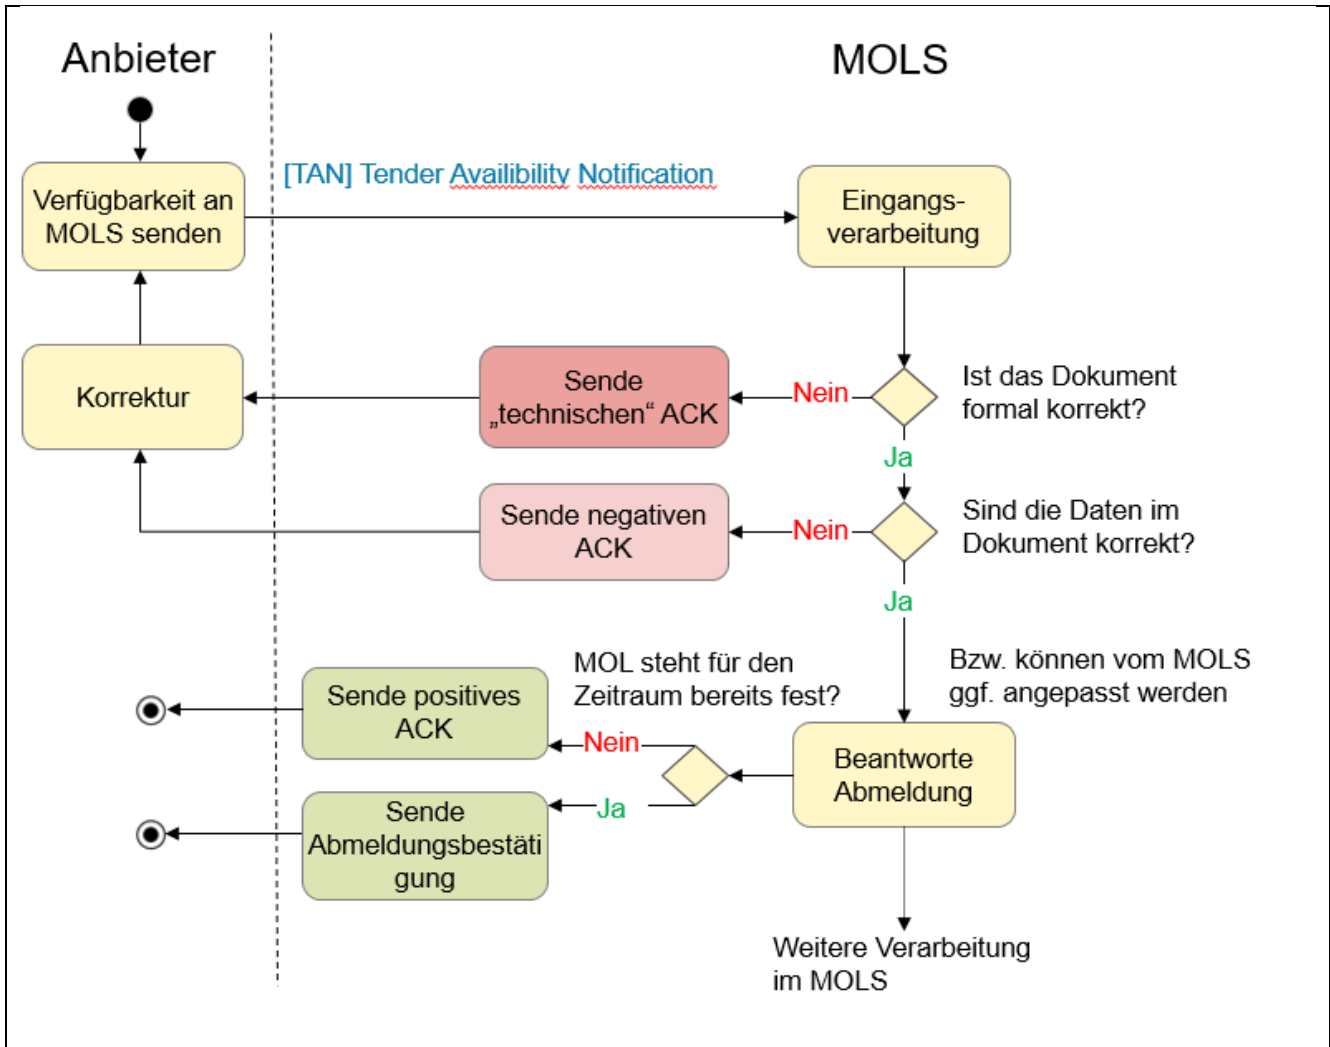 Anbieter
MOLS
[TAN] Tender Availibility Notification
Verfügbarkeit an
MOLS senden
Eingangs-
verarbeitung
Korrektur
Sende
„technischen“ ACK
Nein
Ist das Dokument
formal korrekt?
Ja
Sende negativen
ACK
Nein
Sind die Daten im
Dokument korrekt?
Ja
Bzw. können vom MOLS
ggf. angepasst werden
MOL steht für den
Zeitraum bereits fest?
Sende positives
ACK
Nein
Beantworte
Abmeldung
Sende
Abmeldungsbestäti
gung
Ja
Weitere Verarbeitung
im MOLS